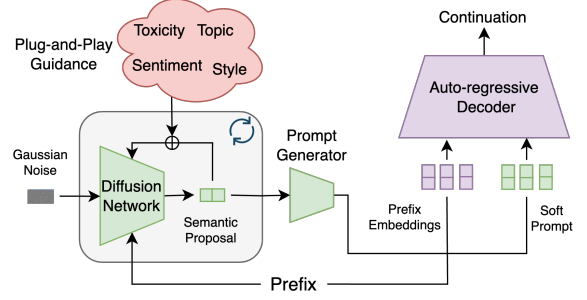 Continuation
Plug-and-Play
Guidance
Toxicity Topic
Sentiment Style
Auto-regressive
Decoder
Gaussian
Noise
Diffusion
Network
Semantic
Proposal
Prompt
Generator
Prefix
Embeddings
Soft
Prompt
Prefix